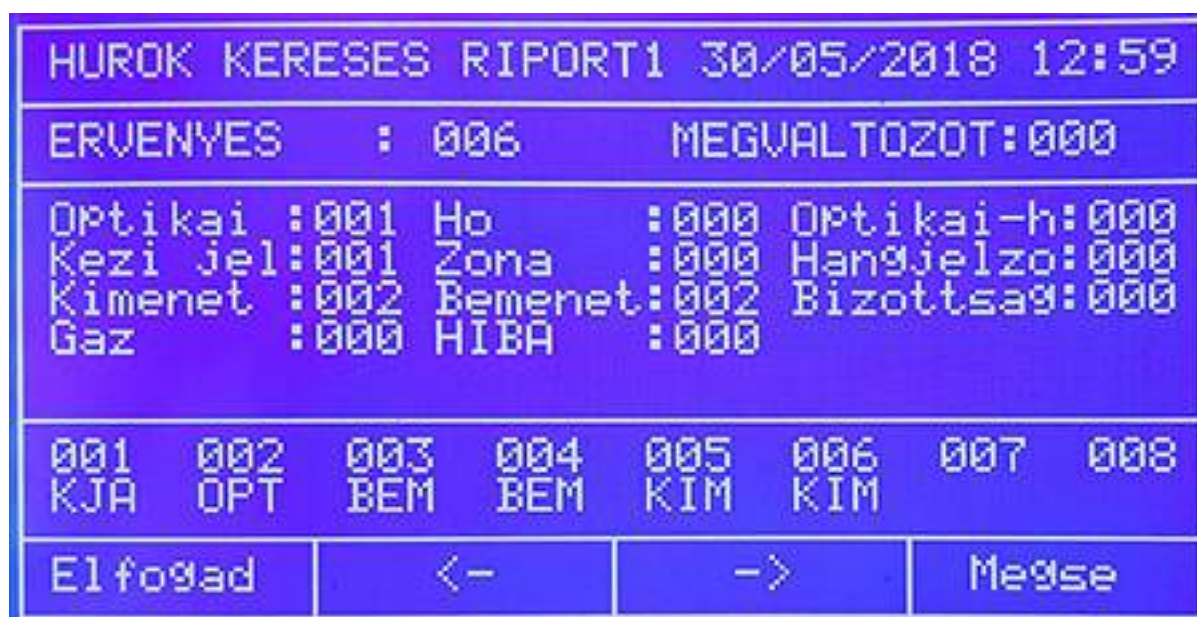 HUROK KERESES RIPORT1 30/05/2018 12:59
ERVENYES : 006 MEGVALTOZOT:000
Optikai :001 Ho :000 Optikai-h:000
Kezi jel:001 Zona :000 Hangjelzo:000
Kimenet :002 Bemenet:002 Bizottsag:000
Gaz :000 HIBA :000
001 002 003 004 005 006 007 008
KJA OPT BEM BEM KIM KIM
Elfogad <- -> Megse